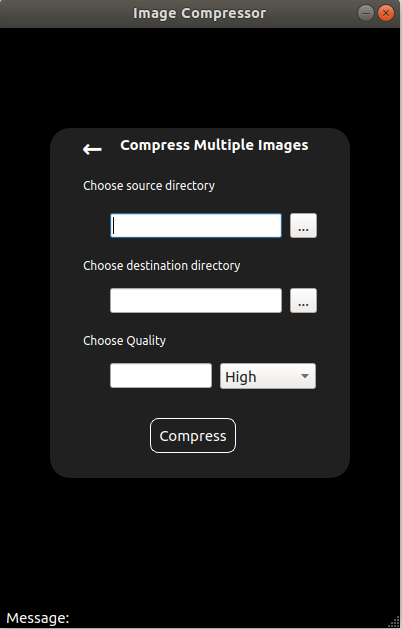 Image Compressor
← Compress Multiple Images
Choose source directory
...
Choose destination directory
...
Choose Quality
High
Compress
Message: